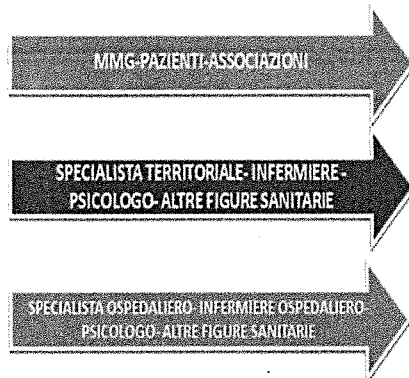 MMG-PAZIENTI-ASSOCIAZIONI
SPECIALISTA TERRITORIALE- INFERMIERE -
PSICOLOGO- ALTRE FIGURE SANITARIE
SPECIALISTA OSPEDALIERO- INFERMIERE OSPEDALIERO-
PSICOLOGO- ALTRE FIGURE SANITARIE